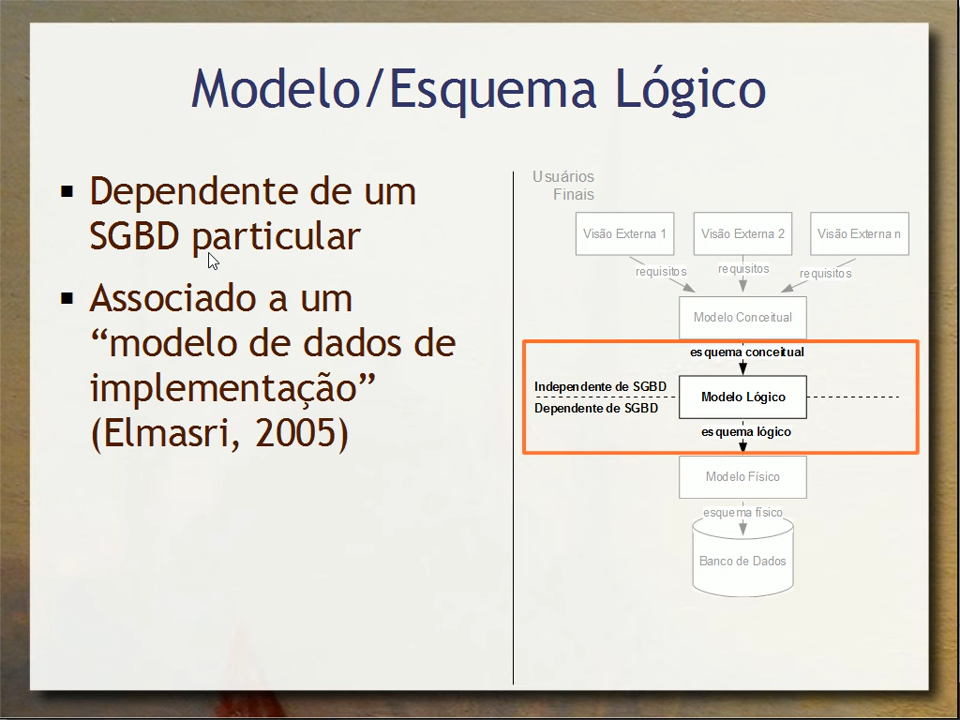 Modelo/Esquema Lógico
Dependente de um
SGBD particular
Associado a um
“modelo de dados de
implementação”
(Elmasri, 2005)
Usuários
Finais
Visão Externa 1
Visão Externa 2
Visão Externa n
requisitos
requisitos
requisitos
Modelo Conceitual
esquema conceitual
Independente de SGBD
Modelo Lógico
Dependente de SGBD
esquema lógico
Modelo Físico
esquema físico
Banco de Dados